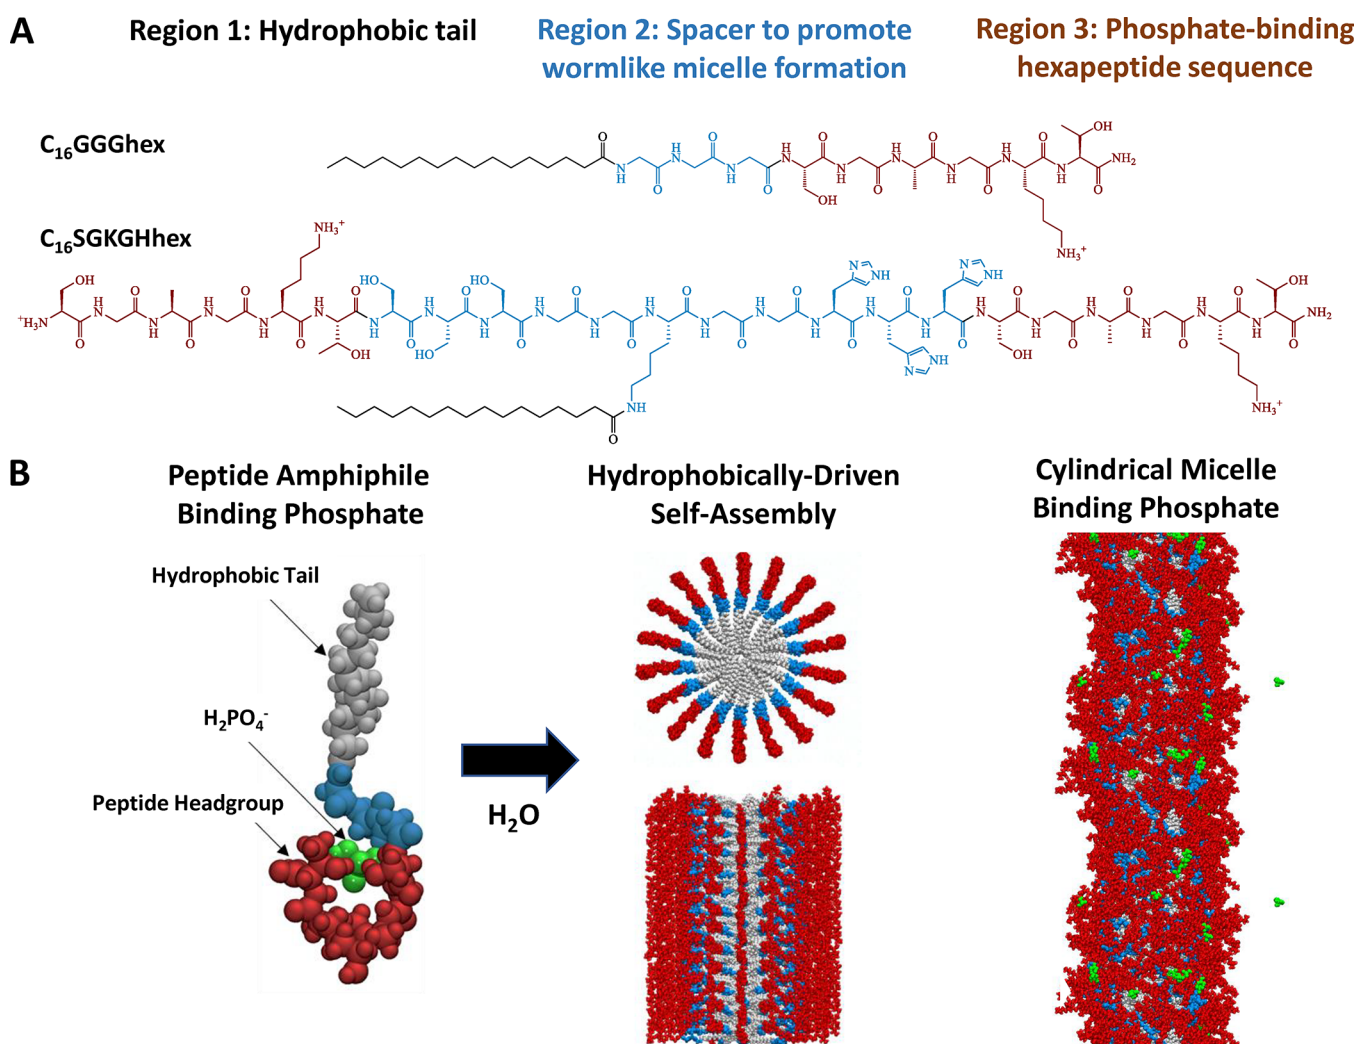 A
Region 1: Hydrophobic tail
Region 2: Spacer to promote
wormlike micelle formation
Region 3: Phosphate-binding
hexapeptide sequence
C₁₆GGGhex
O
O
O
H
N
O
H
N
O
H
N
O
OH
N
H
O
N
H
O
OH
N
H
O
N
H
O
N
H
O
NH₂
NH₃⁺
C₁₆SGKGHhex
NH₃⁺
OH
⁺H₃N
O
H
N
O
N
H
O
H
N
O
N
H
O
H
N
OH
HO
N
H
O
H
N
O
HO
HO
N
H
O
H
N
O
N
H
O
H
N
O
N
H
O
H
N
O
N
H
O
N
NH
H
N
O
N
NH
N
H
O
N
NH
H
N
O
OH
N
H
O
H
N
O
N
H
O
H
N
O
N
H
O
OH
NH₂
NH₃⁺
NH
O
B
Peptide Amphiphile
Binding Phosphate
Hydrophobic Tail
H₂PO₄⁻
Peptide Headgroup
H₂O
Hydrophobically-Driven
Self-Assembly
Cylindrical Micelle
Binding Phosphate